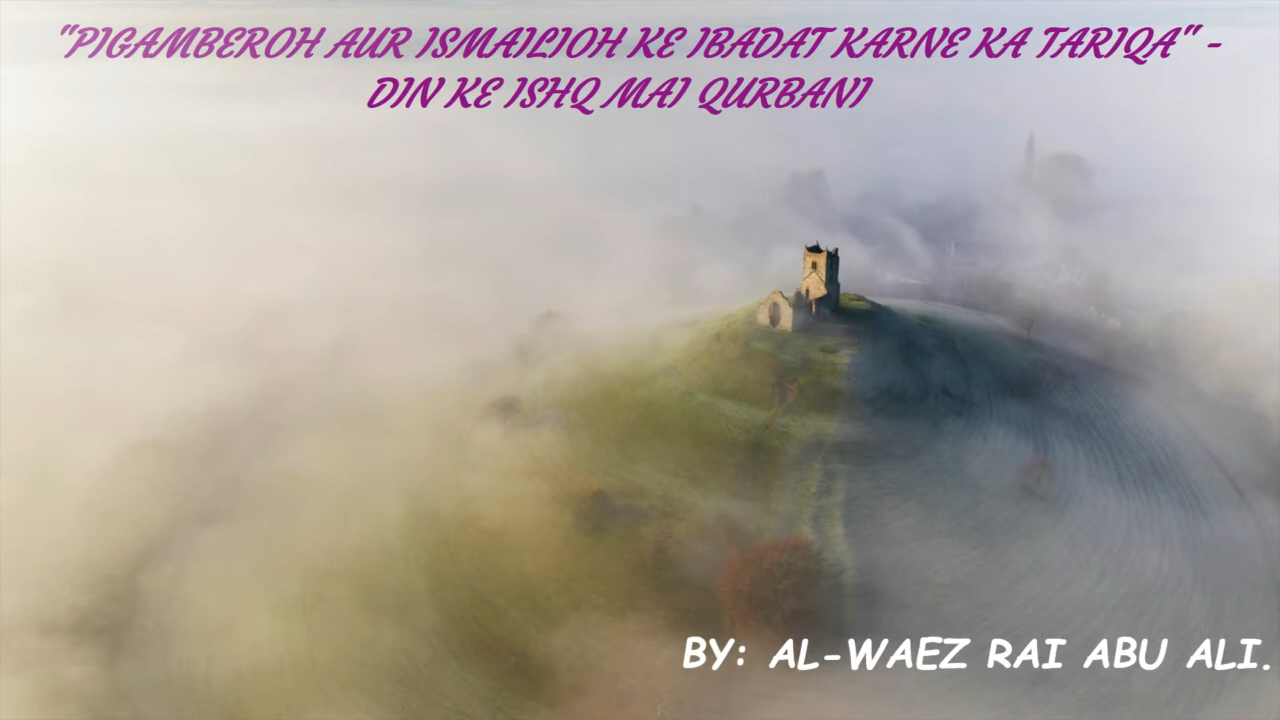 "PIGAMBEROH AUR ISMAILIOH KE IBADAT KARNE KA TARIQA" -
DIN KE ISHQ MAI QURBANI
BY: AL-WAEZ RAI ABU ALI.